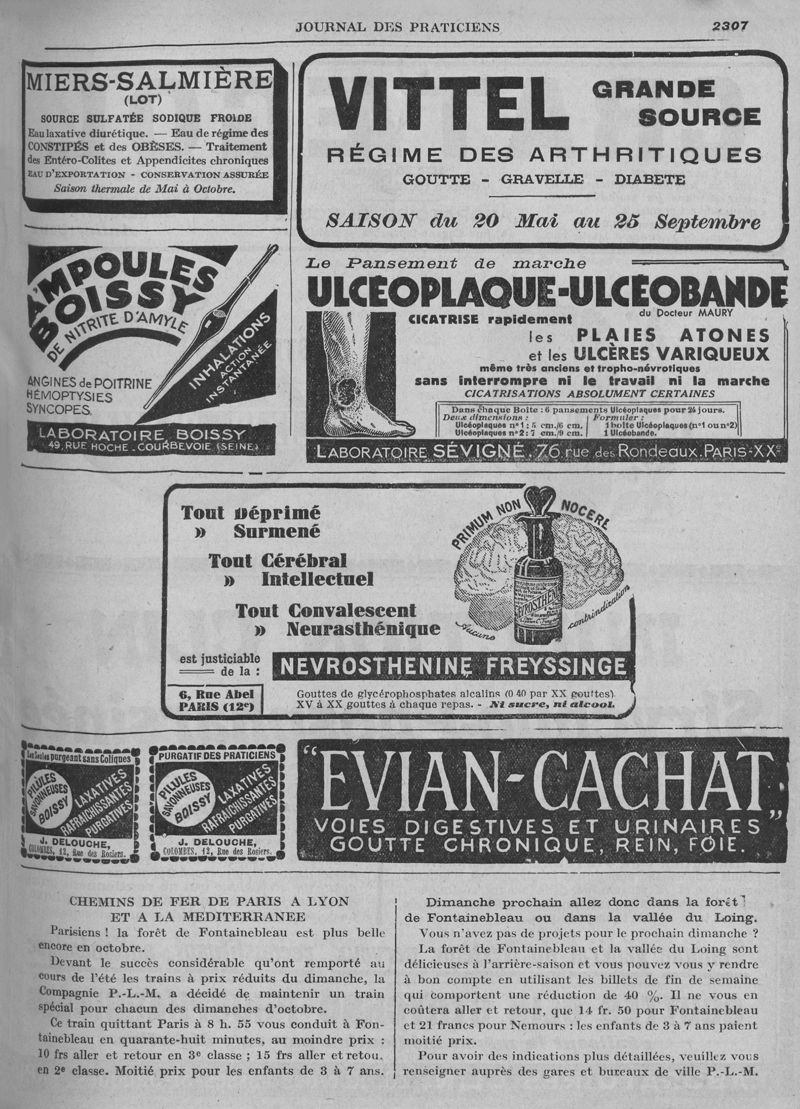 JOURNAL DES PRATICIENS 2307
MIERS-SALMIÈRE
(LOT)
SOURCE SULFATÉE SODIQUE FROIDE
Eau laxative diurétique. — Eau de régime des
CONSTIPÉS et des OBÈSES. — Traitement
des Entéro-Colites et Appendicites chroniques
EAU D'EXPORTATION - CONSERVATION ASSURÉE
Saison thermale de Mai à Octobre.
VITTEL GRANDE
SOURCE
RÉGIME DES ARTHRITIQUES
GOUTTE - GRAVELLE - DIABETE
SAISON du 20 Mai au 25 Septembre
AMPOULES
BOISSY
DE NITRITE D'AMYLE
INHALATIONS
ACTION
INSTANTANÉE
ANGINES DE POITRINE
HÉMOPTYSIES
SYNCOPES
LABORATOIRE BOISSY
49, RUE HOCHE . COURBEVOIE (SEINE)
Le Pansement de marche
ULCÉOPLAQUE-ULCÉOBANDE
du Docteur MAURY
CICATRISE rapidement
les PLAIES ATONES
et les ULCÈRES VARIQUEUX
même très anciens et tropho-névrotiques
sans interrompre ni le travail ni la marche
CICATRISATIONS ABSOLUMENT CERTAINES
Dans chaque Boîte : 6 pansements Ulcéoplaques pour 24 jours.
Deux dimensions : Formuler :
Ulcéoplaques nº 1 : 5 cm./6 cm. 1 boîte Ulcéoplaques (nº1 ou nº2)
Ulcéoplaques nº 2 : 7 cm./9 cm. 1 Ulcéobande.
LABORATOIRE SÉVIGNÉ . 76, rue des Rondeaux . PARIS-XXe
Tout Déprimé
» Surmené
Tout Cérébral
» Intellectuel
Tout Convalescent
» Neurasthénique
PRIMUM NON NOCERE
Aucune contrindication
est justiciable
de la :
NÉVROSTHÉNINE FREYSSINGE
6, Rue Abel
PARIS (12e)
Gouttes de glycérophosphates alcalins (0.40 par XX gouttes).
XV à XX gouttes à chaque repas. - Ni sucre, ni alcool.
Les Seules purgeant sans Coliques
PILULES
SAVONNEUSES
BOISSY
LAXATIVES
RAFRAICHISSANTES
PURGATIVES
J. DELOUCHE,
COLOMBES, 12, Rue des Rosiers.
PURGATIF DES PRATICIENS
PILULES
SAVONNEUSES
BOISSY
LAXATIVES
RAFRAICHISSANTES
PURGATIVES
J. DELOUCHE,
COLOMBES, 12, Rue des Rosiers.
"EVIAN-CACHAT"
VOIES DIGESTIVES ET URINAIRES
GOUTTE CHRONIQUE, REIN, FOIE.
CHEMINS DE FER DE PARIS A LYON
ET A LA MEDITERRANEE
Parisiens ! la forêt de Fontainebleau est plus belle
encore en octobre.
Devant le succès considérable qu'ont remporté au
cours de l'été les trains à prix réduits du dimanche, la
Compagnie P.-L.-M. a décidé de maintenir un train
spécial pour chacun des dimanches d'octobre.
Ce train quittant Paris à 8 h. 55 vous conduit à Fon-
tainebleau en quarante-huit minutes, au moindre prix :
10 frs aller et retour en 3e classe ; 15 frs aller et retou.
en 2e classe. Moitié prix pour les enfants de 3 à 7 ans.
Dimanche prochain allez donc dans la forêt
de Fontainebleau ou dans la vallée du Loing.
Vous n'avez pas de projets pour le prochain dimanche ?
La forêt de Fontainebleau et la vallée du Loing sont
délicieuses à l'arrière-saison et vous pouvez vous y rendre
à bon compte en utilisant les billets de fin de semaine
qui comportent une réduction de 40 %. Il ne vous en
coûtera aller et retour, que 14 fr. 50 pour Fontainebleau
et 21 francs pour Nemours : les enfants de 3 à 7 ans paient
moitié prix.
Pour avoir des indications plus détaillées, veuillez vous
renseigner auprès des gares et bureaux de ville P.-L.-M.